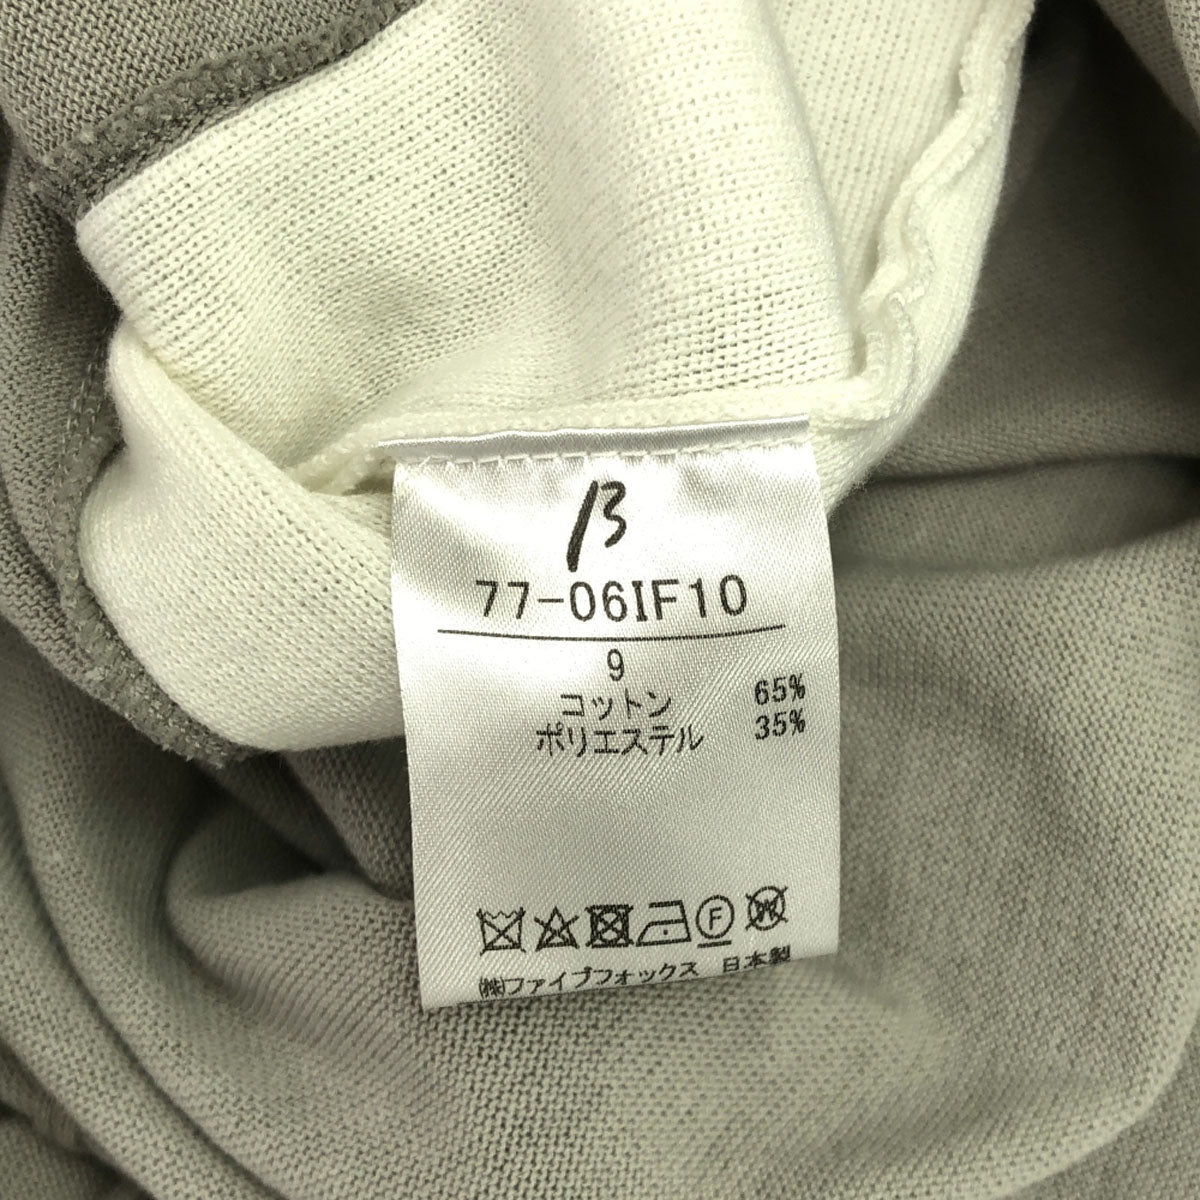 β
77-06IF10
9
コットン 65%
ポリエステル 35%
F W
㈱ファイブフォックス 日本製